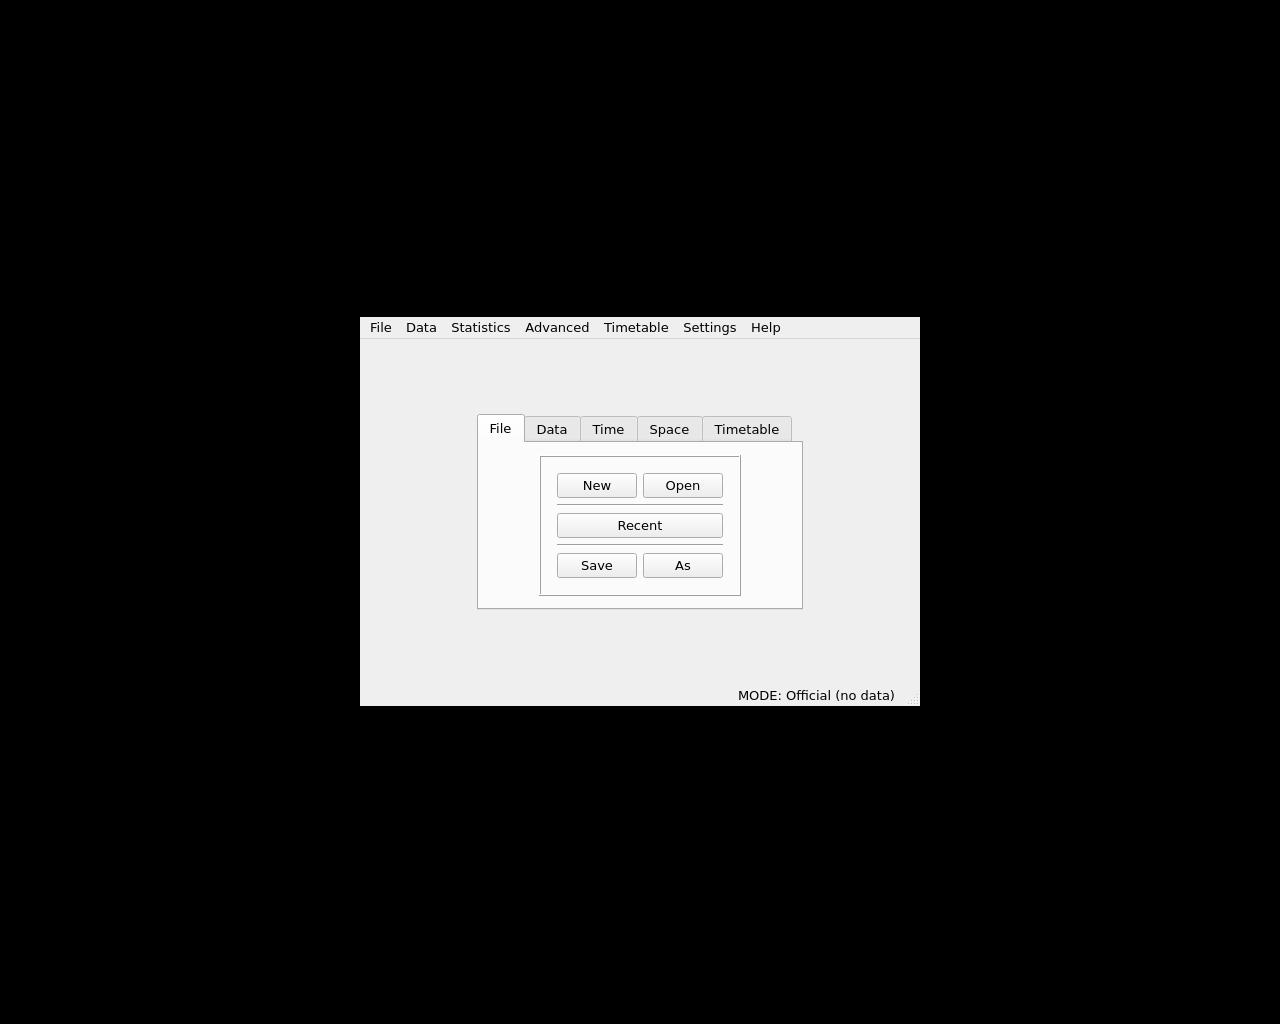 File Data Statistics Advanced Timetable Settings Help
File Data Time Space Timetable
New Open
Recent
Save As
MODE: Official (no data)